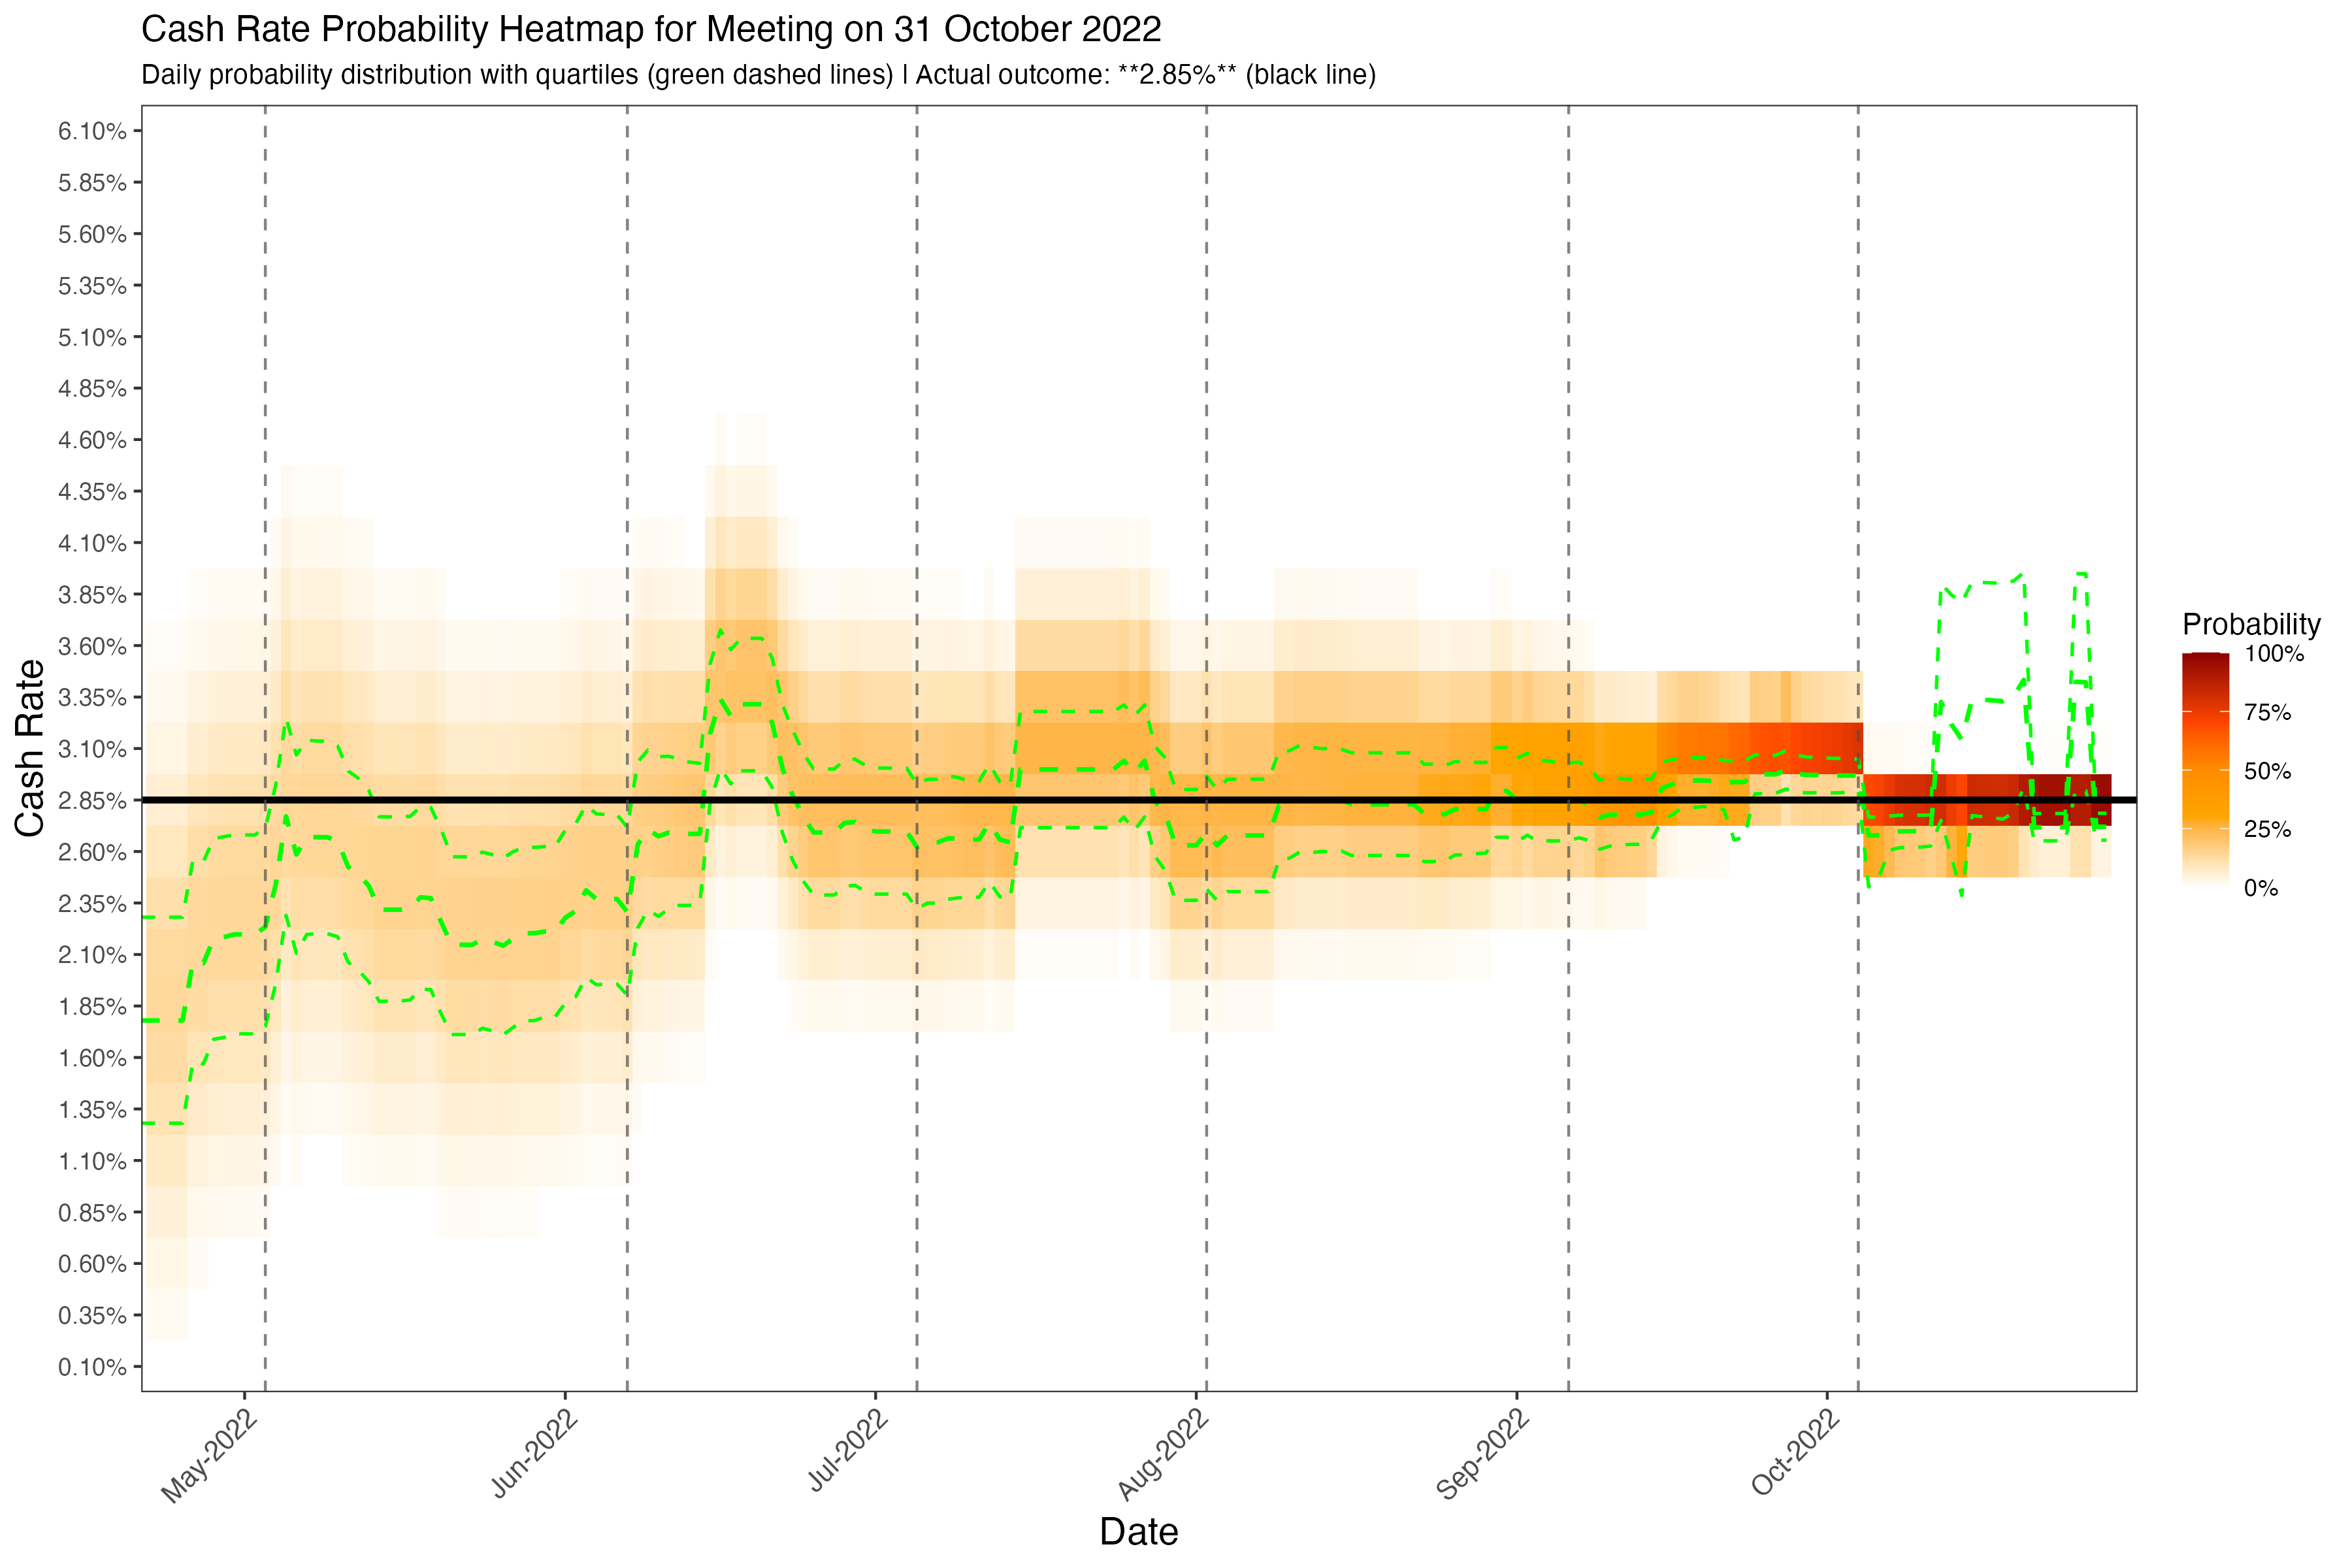 Cash Rate Probability Heatmap for Meeting on 31 October 2022
Daily probability distribution with quartiles (green dashed lines) | Actual outcome: **2.85%** (black line)
6.10%
5.85%
5.60%
5.35%
5.10%
4.85%
4.60%
4.35%
4.10%
3.85%
3.60%
3.35%
3.10%
2.85%
2.60%
2.35%
2.10%
1.85%
1.60%
1.35%
1.10%
0.85%
0.60%
0.35%
0.10%
Cash Rate
May-2022
Jun-2022
Jul-2022
Aug-2022
Sep-2022
Oct-2022
Date
Probability
100%
75%
50%
25%
0%